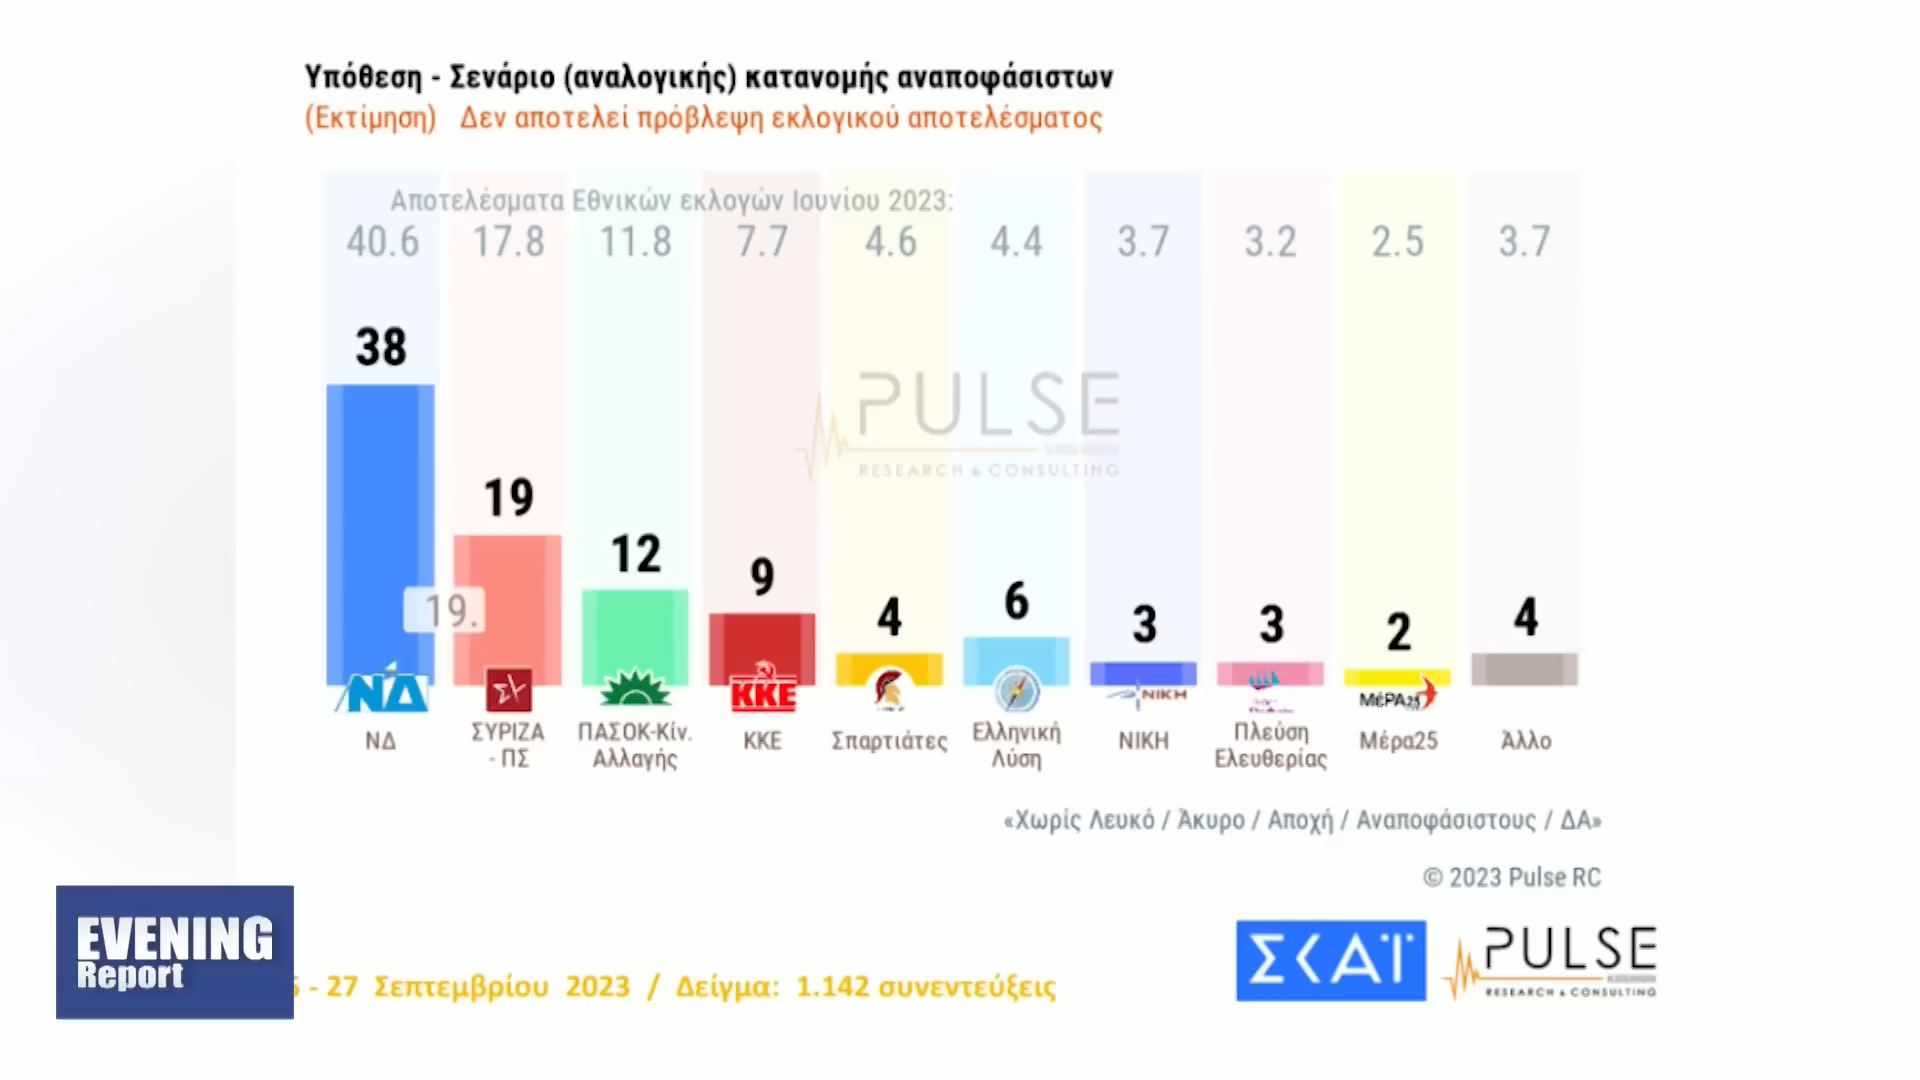 Υπόθεση - Σενάριο (αναλογικής) κατανομής αναποφάσιστων
(Εκτίμηση) Δεν αποτελεί πρόβλεψη εκλογικού αποτελέσματος
Αποτελέσματα Εθνικών εκλογών Ιουνίου 2023:
40.6 17.8 11.8 7.7 4.6 4.4 3.7 3.2 2.5 3.7
38 19 12 9 4 6 3 3 2 4
PULSE
RESEARCH & CONSULTING
19.
ΝΔ ΚΚΕ ΝΙΚΗ ΜέΡΑ25
ΝΔ ΣΥΡΙΖΑ - ΠΣ ΠΑΣΟΚ-Κίν. Αλλαγής ΚΚΕ Σπαρτιάτες Ελληνική Λύση ΝΙΚΗ Πλεύση Ελευθερίας Μέρα25 Άλλο
«Χωρίς Λευκό / Άκυρο / Αποχή / Αναποφάσιστους / ΔΑ»
© 2023 Pulse RC
EVENING
Report
- 27 Σεπτεμβρίου 2023 / Δείγμα: 1.142 συνεντεύξεις
ΣΚΑΪ
PULSE
RESEARCH & CONSULTING